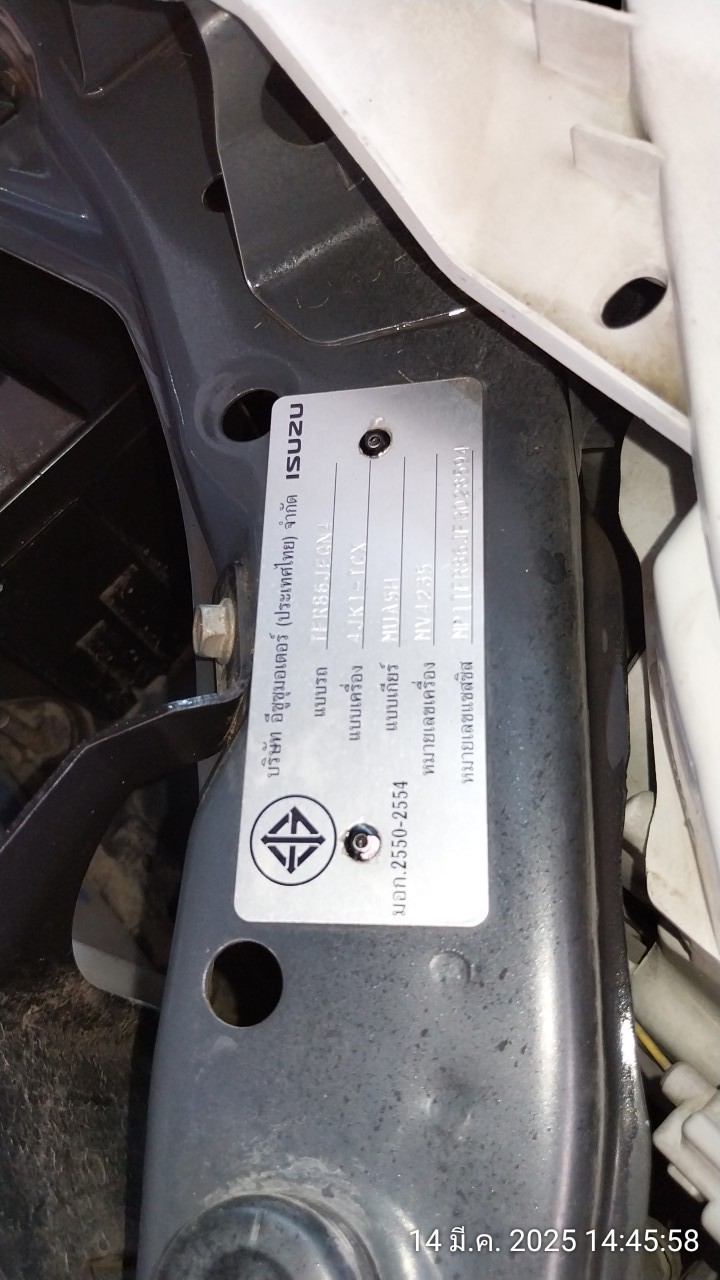 บริษัท อีซูซุมอเตอร์ (ประเทศไทย) จำกัด ISUZU
แบบรถ
แบบเครื่อง 4JK1-TCX
แบบเกียร์ MUA5H
หมายเลขเครื่อง
หมายเลขแชสซิส
มอก.2550-2554
14 มี.ค. 2025 14:45:58